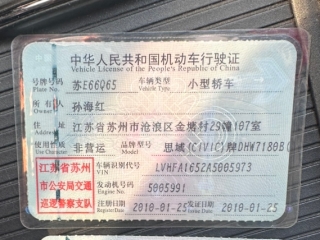 中华人民共和国机动车行驶证
Vehicle License of the People's Republic of China
号牌号码 Plate No. 苏E66Q65 车辆类型 Vehicle Type 小型轿车
所有人 Owner 孙海红
住址 江苏省苏州市沧浪区金塘村 107室
使用性质 非营运 品牌型号 思域(CIVIC)牌DHW7180B(C
江苏省苏州
市公安局交通
巡逻警察支队
车辆识别代号 VIN LVHFA1652A5005973
发动机号码 Engine No. 5005991
注册日期 Register Date 2010-01-25 发证日期 Issue Date 2010-01-25